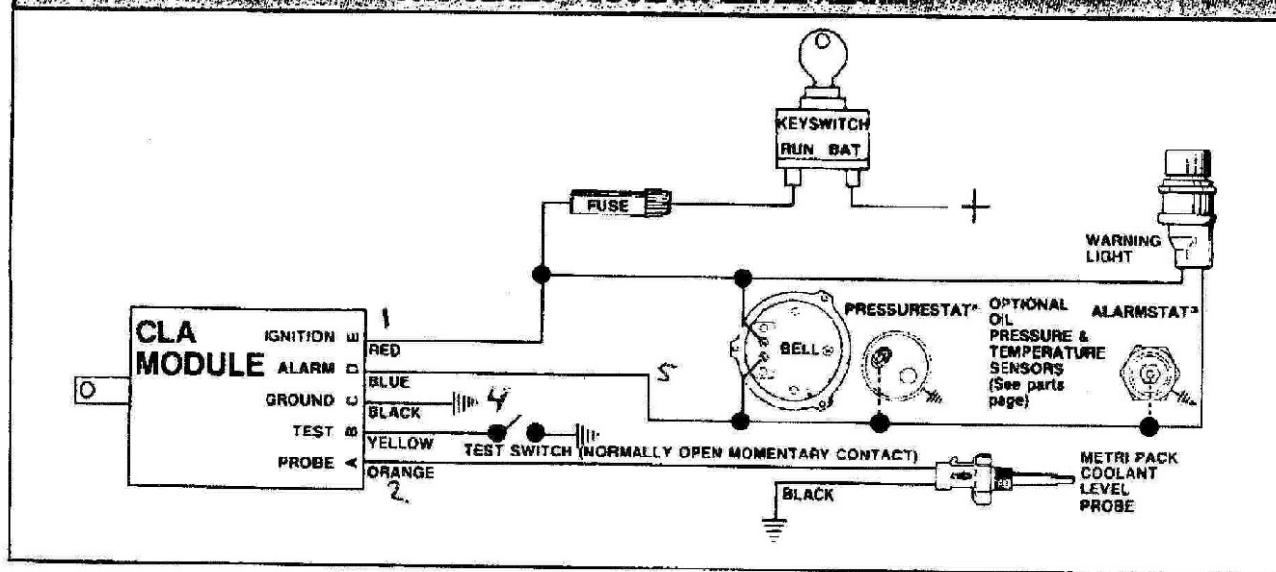 KEYSWITCH
RUN BAT
FUSE
+
WARNING
LIGHT
CLA
MODULE
IGNITION E
RED
1
ALARM D
BLUE
5
GROUND C
BLACK
4
TEST B
YELLOW
TEST SWITCH (NORMALLY OPEN MOMENTARY CONTACT)
PROBE A
ORANGE
2.
BELL
PRESSURESTAT*
OPTIONAL
OIL
PRESSURE &
TEMPERATURE
SENSORS
(See parts
page)
ALARMSTAT*
BLACK
METRI PACK
COOLANT
LEVEL
PROBE